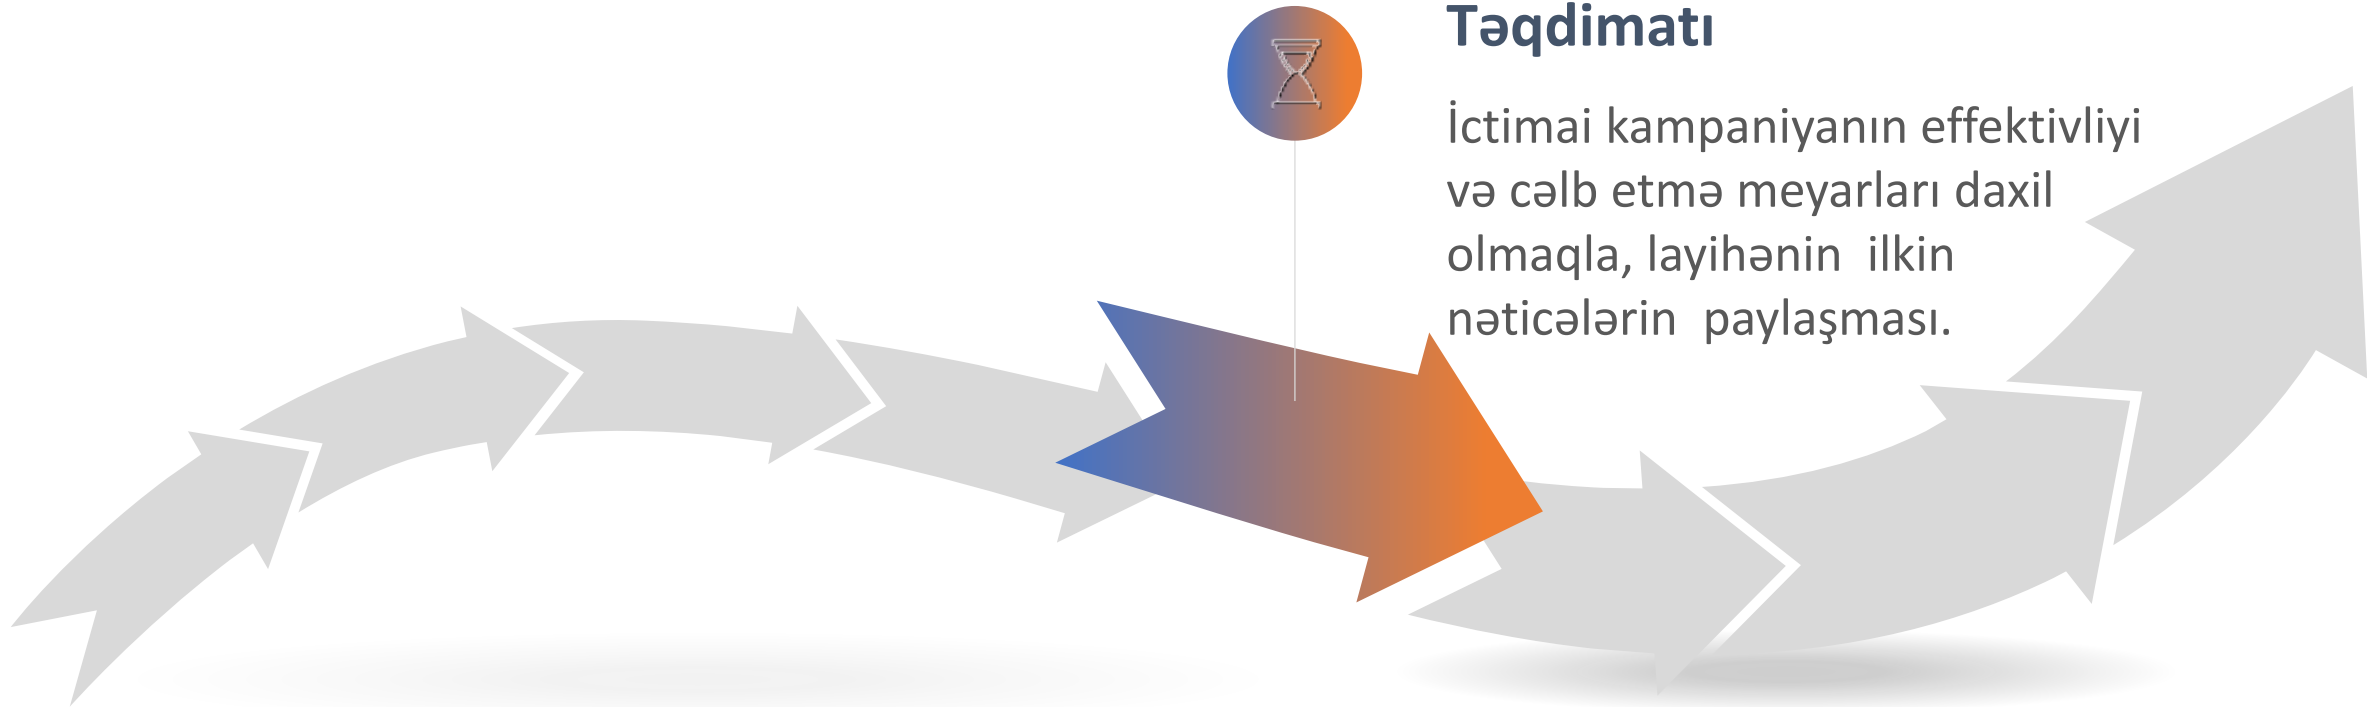 Təqdimatı
İctimai kampaniyanın effektivliyi
və cəlb etmə meyarları daxil
olmaqla, layihənin ilkin
nəticələrin paylaşması.